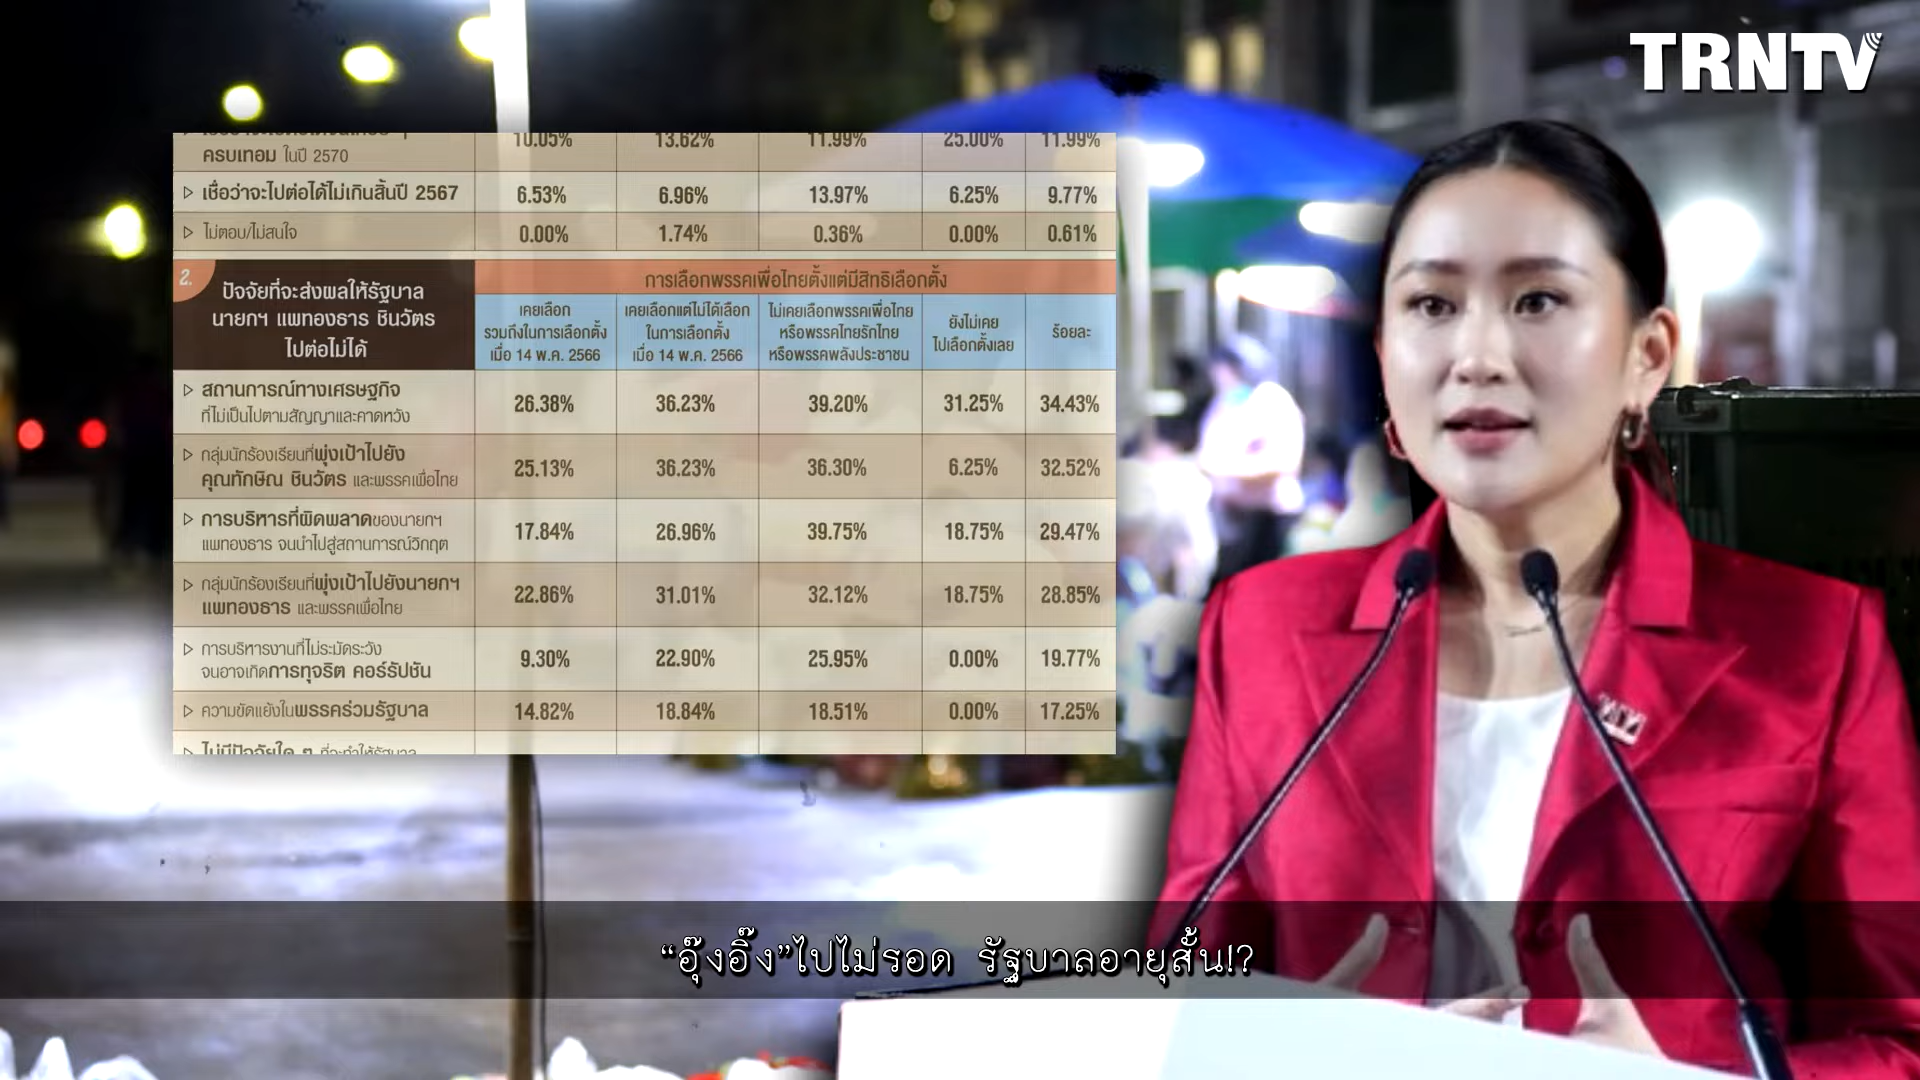 TRNTV
10.05% 13.62% 11.99% 25.00% 11.99%
ครบเทอม ในปี 2570
▷ เชื่อว่าจะไปต่อได้ไม่เกินสิ้นปี 2567 6.53% 6.96% 13.97% 6.25% 9.77%
▷ ไม่ตอบ/ไม่สนใจ 0.00% 1.74% 0.36% 0.00% 0.61%
2.
ปัจจัยที่จะส่งผลให้รัฐบาล
นายกฯ แพทองธาร ชินวัตร
ไปต่อไม่ได้
การเลือกพรรคเพื่อไทยตั้งแต่มีสิทธิเลือกตั้ง
เคยเลือก
รวมถึงในการเลือกตั้ง
เมื่อ 14 พ.ค. 2566
เคยเลือกแต่ไม่ได้เลือก
ในการเลือกตั้ง
เมื่อ 14 พ.ค. 2566
ไม่เคยเลือกพรรคเพื่อไทย
หรือพรรคไทยรักไทย
หรือพรรคพลังประชาชน
ยังไม่เคย
ไปเลือกตั้งเลย
ร้อยละ
▷ สถานการณ์ทางเศรษฐกิจ
ที่ไม่เป็นไปตามสัญญาและคาดหวัง
26.38% 36.23% 39.20% 31.25% 34.43%
▷ กลุ่มนักร้องเรียนที่พุ่งเป้าไปยัง
คุณทักษิณ ชินวัตร และพรรคเพื่อไทย
25.13% 36.23% 36.30% 6.25% 32.52%
▷ การบริหารที่ผิดพลาดของนายกฯ
แพทองธาร จนนำไปสู่สถานการณ์วิกฤต
17.84% 26.96% 39.75% 18.75% 29.47%
▷ กลุ่มนักร้องเรียนที่พุ่งเป้าไปยังนายกฯ
แพทองธาร และพรรคเพื่อไทย
22.86% 31.01% 32.12% 18.75% 28.85%
▷ การบริหารงานที่ไม่ระมัดระวัง
จนอาจเกิดการทุจริต คอร์รัปชัน
9.30% 22.90% 25.95% 0.00% 19.77%
▷ ความขัดแย้งในพรรคร่วมรัฐบาล 14.82% 18.84% 18.51% 0.00% 17.25%
▷ ไม่มีปัจจัยใด ๆ ที่จะทำให้รัฐบาล
“อุ๊งอิ๊ง”ไปไม่รอด รัฐบาลอายุสั้น!?